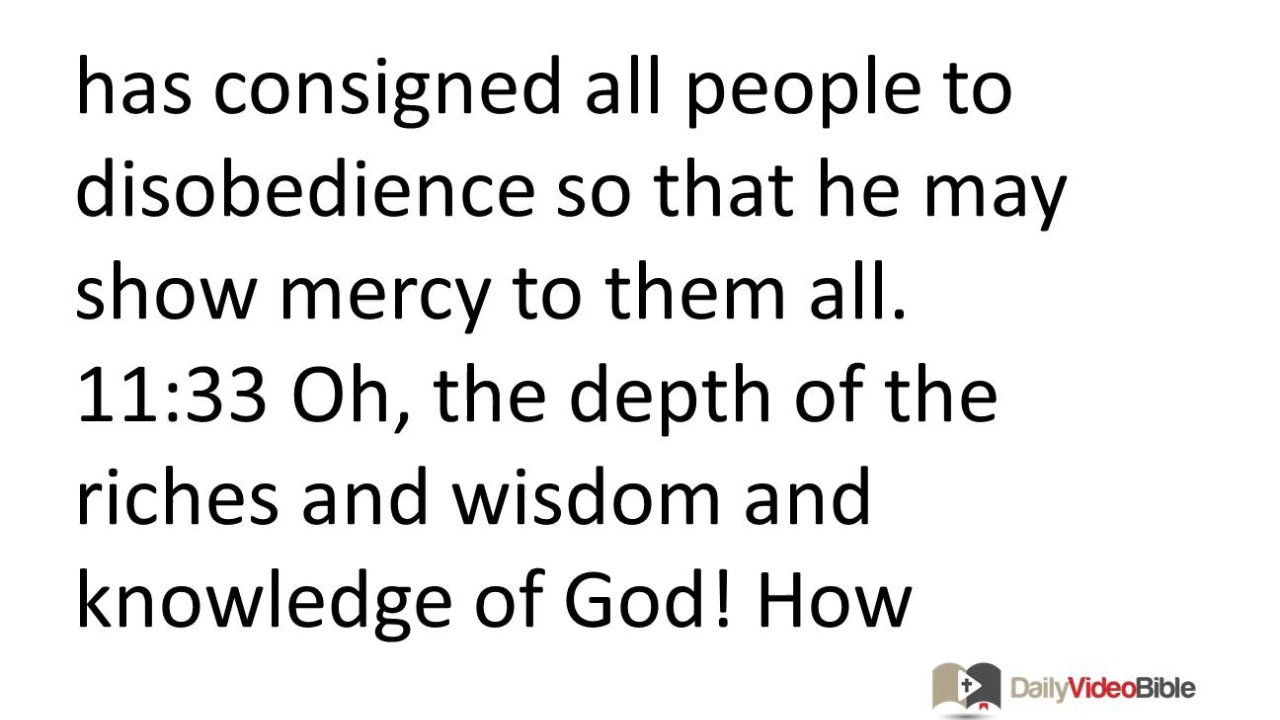 has consigned all people to
disobedience so that he may
show mercy to them all.
11:33 Oh, the depth of the
riches and wisdom and
knowledge of God! How
DailyVideoBible